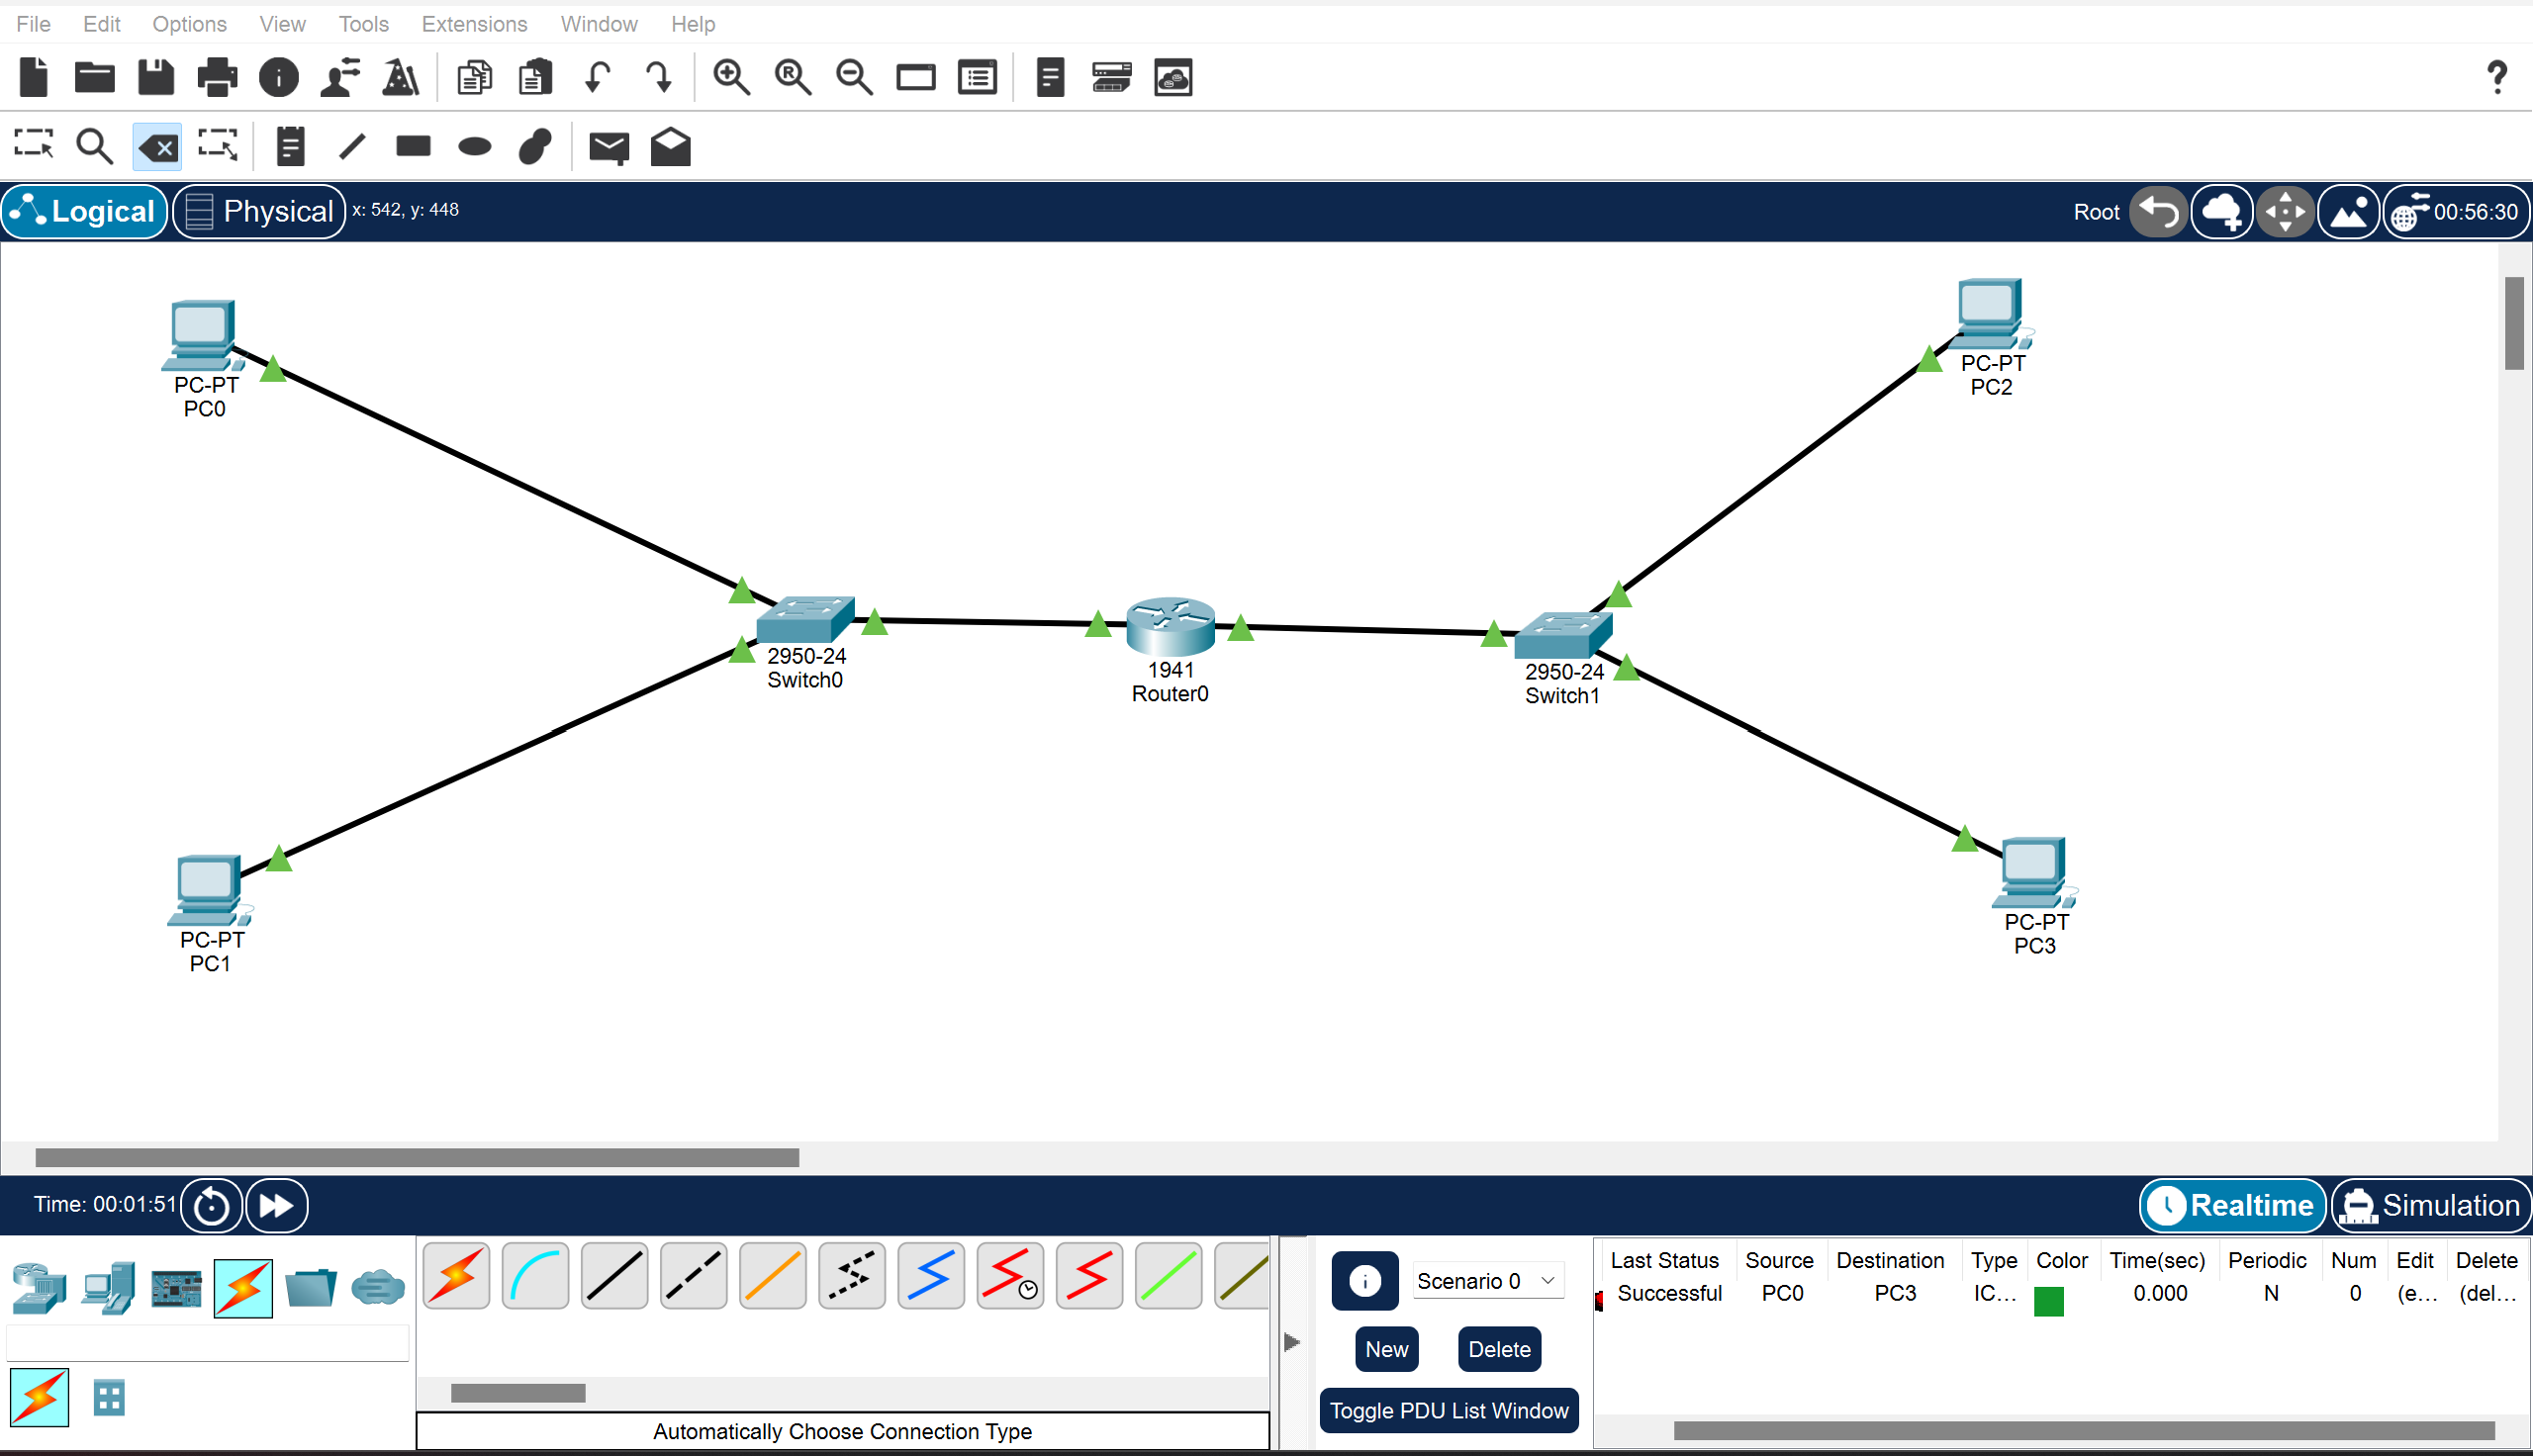 File Edit Options View Tools Extensions Window Help
Logical Physical x: 542, y: 448 Root 00:56:30
PC-PT
PC0
PC-PT
PC2
2950-24
Switch0
1941
Router0
2950-24
Switch1
PC-PT
PC1
PC-PT
PC3
Time: 00:01:51 Realtime Simulation
Scenario 0
New Delete
Toggle PDU List Window
Last Status Source Destination Type Color Time(sec) Periodic Num Edit Delete
Successful PC0 PC3 IC... 0.000 N 0 (e... (del...
Automatically Choose Connection Type